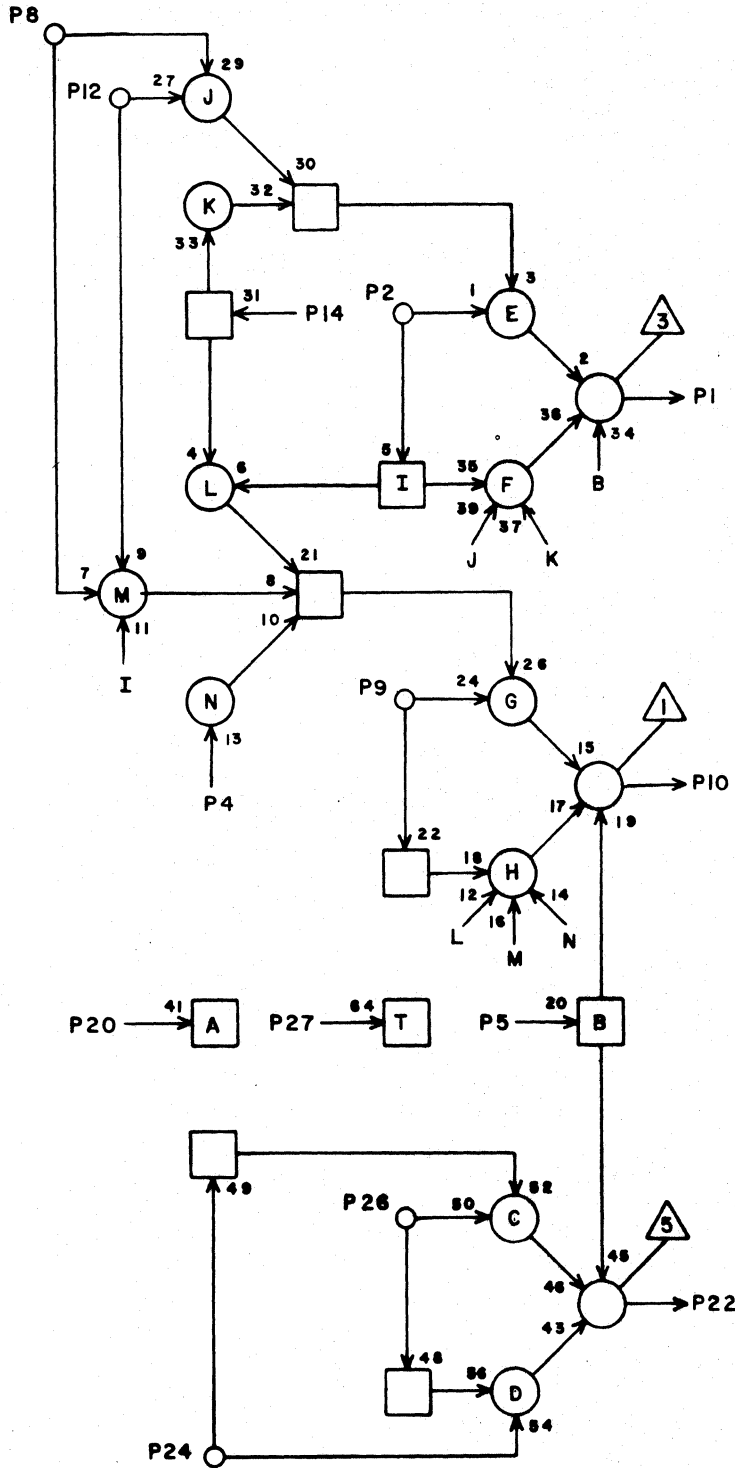 P8
29
27
P12
J
30
32
K
33
31
P14
P2
1
3
E
3
2
P1
36
34
B
4
6
L
5
I
35
F
39
37
J
K
21
9
7
M
8
11
10
I
N
13
P4
26
P9
24
G
1
15
P10
17
19
22
18
H
12
14
16
L
N
M
P20
41
A
P27
64
T
P5
20
B
49
52
P26
50
C
5
45
46
P22
43
48
56
D
54
P24